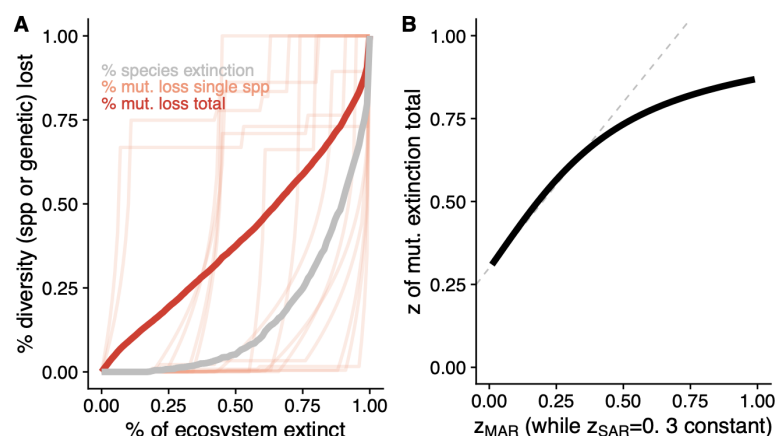 A
% diversity (spp or genetic) lost
1.00
0.75
0.50
0.25
0.00
% species extinction
% mut. loss single spp
% mut. loss total
0.00
0.25
0.50
0.75
1.00
% of ecosystem extinct
B
z of mut. extinction total
1.00
0.75
0.50
0.25
0.00
0.00
0.25
0.50
0.75
1.00
zMAR (while zSAR=0. 3 constant)